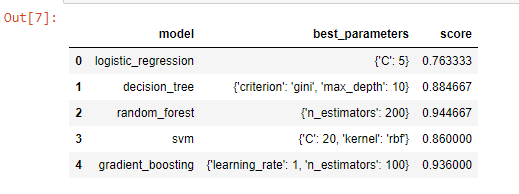 Out[7]:
model best_parameters score
0 logistic_regression {'C': 5} 0.763333
1 decision_tree {'criterion': 'gini', 'max_depth': 10} 0.884667
2 random_forest {'n_estimators': 200} 0.944667
3 svm {'C': 20, 'kernel': 'rbf'} 0.860000
4 gradient_boosting {'learning_rate': 1, 'n_estimators': 100} 0.936000